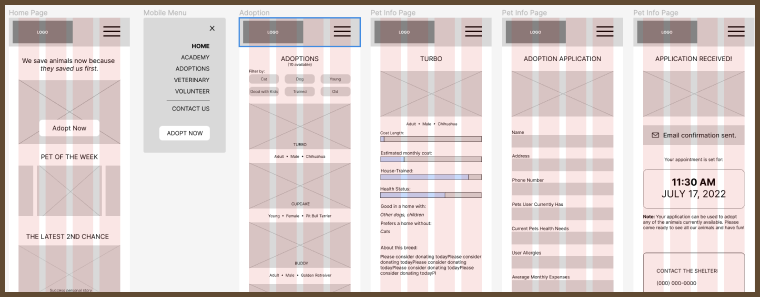 Home Page
LOGO
We save animals now because
they saved us first.
Adopt Now
PET OF THE WEEK
THE LATEST 2ND CHANCE
Success personal story
Mobile Menu
X
HOME
ACADEMY
ADOPTIONS
VETERINARY
VOLUNTEER
CONTACT US
ADOPT NOW
Adoption
LOGO
ADOPTIONS
(15 available)
Filter by:
Cat Dog Young
Good with Kids Trained Old
TURBO
Adult • Male • Chihuahua
CUPCAKE
Young • Female • Pit Bull Terrier
BUDDY
Adult • Male • Golden Retriever
Pet Info Page
LOGO
TURBO
Adult • Male • Chihuahua
Coat Length:
Estimated monthly cost:
House-Trained:
Health Status:
Good in a home with:
Other dogs, children
Prefers a home without:
Cats
About this breed:
Please consider donating todayPlease consider
donating todayPlease consider donating
todayPlease consider donating todayPlease
consider donating todayPl
Pet Info Page
LOGO
ADOPTION APPLICATION
Name
Address
Phone Number
Pets User Currently Has
Current Pets Health Needs
User Allergies
Average Monthly Expenses
Pet Info Page
LOGO
APPLICATION RECEIVED!
Email confirmation sent.
Your appointment is set for:
11:30 AM
JULY 17, 2022
Note: Your application can be used to adopt
any of the animals currently available. Please
come ready to see all our animals and have fun!
CONTACT THE SHELTER:
(000) 000-0000